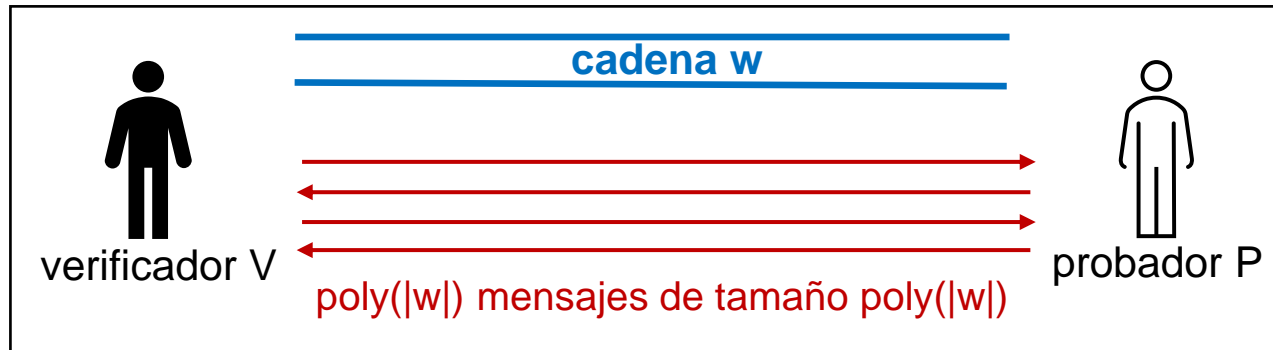 cadena w
verificador V
probador P
poly(|w|) mensajes de tamaño poly(|w|)